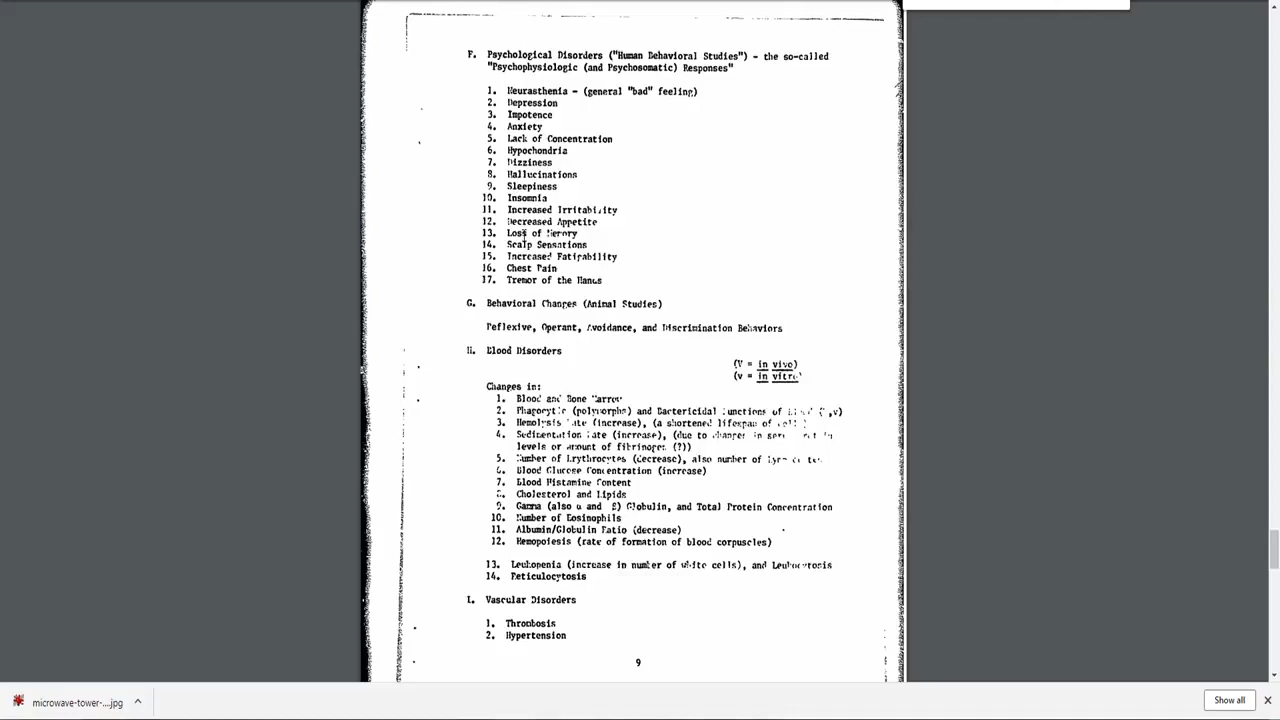 F. Psychological Disorders ("Human Behavioral Studies") - the so-called
"Psychophysiologic (and Psychosomatic) Responses"
1. Neurasthenia - (general "bad" feeling)
2. Depression
3. Impotence
4. Anxiety
5. Lack of Concentration
6. Hypochondria
7. Dizziness
8. Hallucinations
9. Sleepiness
10. Insomnia
11. Increased Irritability
12. Decreased Appetite
13. Loss of Memory
14. Scalp Sensations
15. Increased Fatigability
16. Chest Pain
17. Tremor of the Hands
G. Behavioral Changes (Animal Studies)
Reflexive, Operant, Avoidance, and Discrimination Behaviors
H. Blood Disorders
(V = in vivo)
(v = in vitro)
Changes in:
1. Blood and Bone Marrow
2. Phagocytic (polymorphs) and Bactericidal Functions of
3. Hemolysis Rate (increase), (a shortened lifespan of cells)
4. Sedimentation Rate (increase), (due to changes in
levels or amount of fibrinogen (?))
5. Number of Erythrocytes (decrease), also number of
6. Blood Glucose Concentration (increase)
7. Blood Histamine Content
8. Cholesterol and Lipids
9. Gamma (also α and β) Globulin, and Total Protein Concentration
10. Number of Eosinophils
11. Albumin/Globulin Ratio (decrease)
12. Hemopoiesis (rate of formation of blood corpuscles)
13. Leukopenia (increase in number of white cells), and Leukocytosis
14. Reticulocytosis
I. Vascular Disorders
1. Thrombosis
2. Hypertension
9
microwave-tower-....jpg
Show all